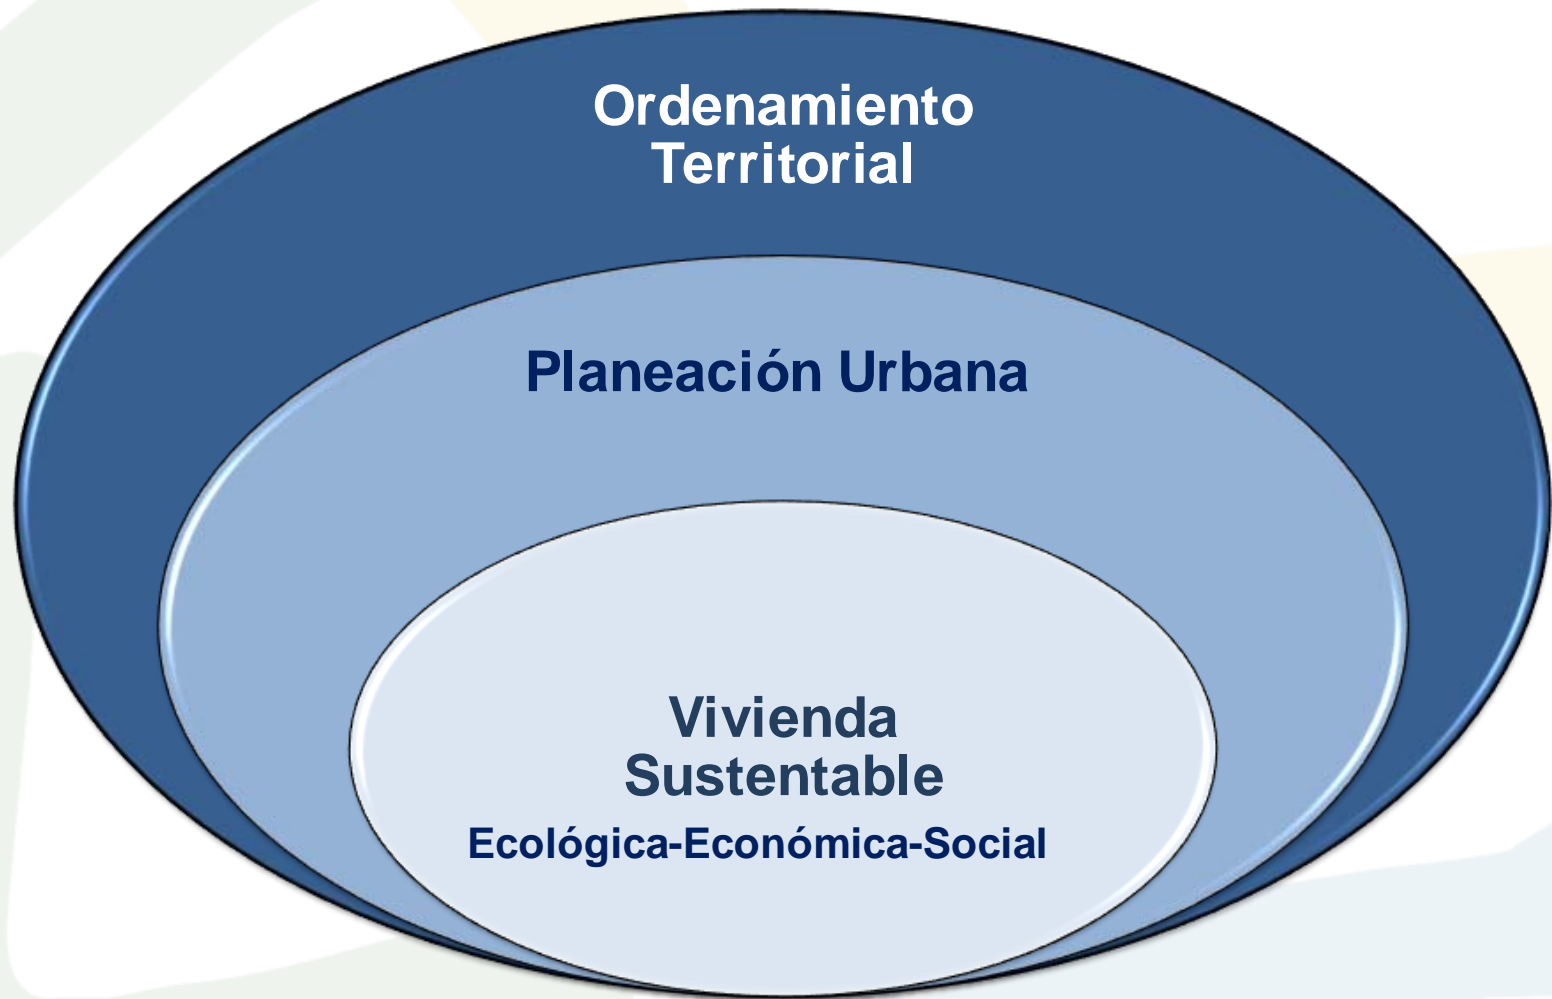 Ordenamiento
Territorial
Planeación Urbana
Vivienda
Sustentable
Ecológica-Económica-Social